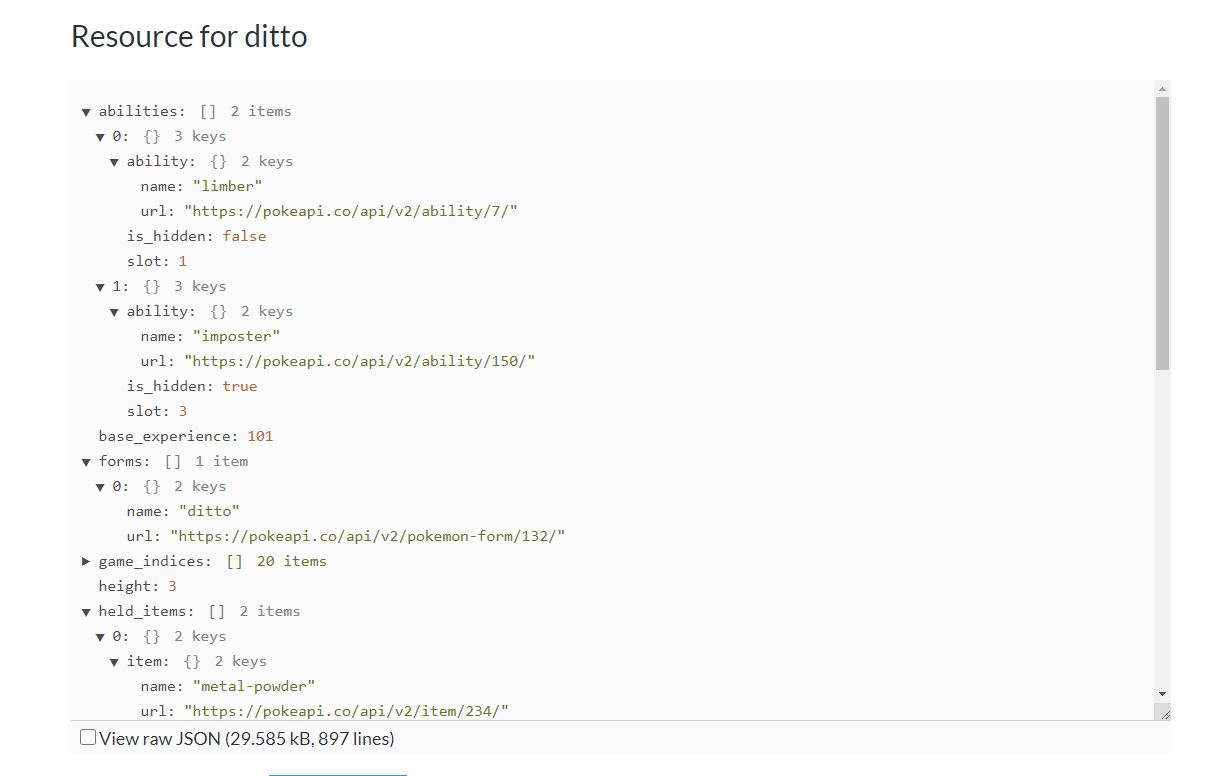 Resource for ditto
▼ abilities: [] 2 items
▼ 0: {} 3 keys
▼ ability: {} 2 keys
name: "limber"
url: "https://pokeapi.co/api/v2/ability/7/"
is_hidden: false
slot: 1
▼ 1: {} 3 keys
▼ ability: {} 2 keys
name: "imposter"
url: "https://pokeapi.co/api/v2/ability/150/"
is_hidden: true
slot: 3
base_experience: 101
▼ forms: [] 1 item
▼ 0: {} 2 keys
name: "ditto"
url: "https://pokeapi.co/api/v2/pokemon-form/132/"
► game_indices: [] 20 items
height: 3
▼ held_items: [] 2 items
▼ 0: {} 2 keys
▼ item: {} 2 keys
name: "metal-powder"
url: "https://pokeapi.co/api/v2/item/234/"
View raw JSON (29.585 kB, 897 lines)